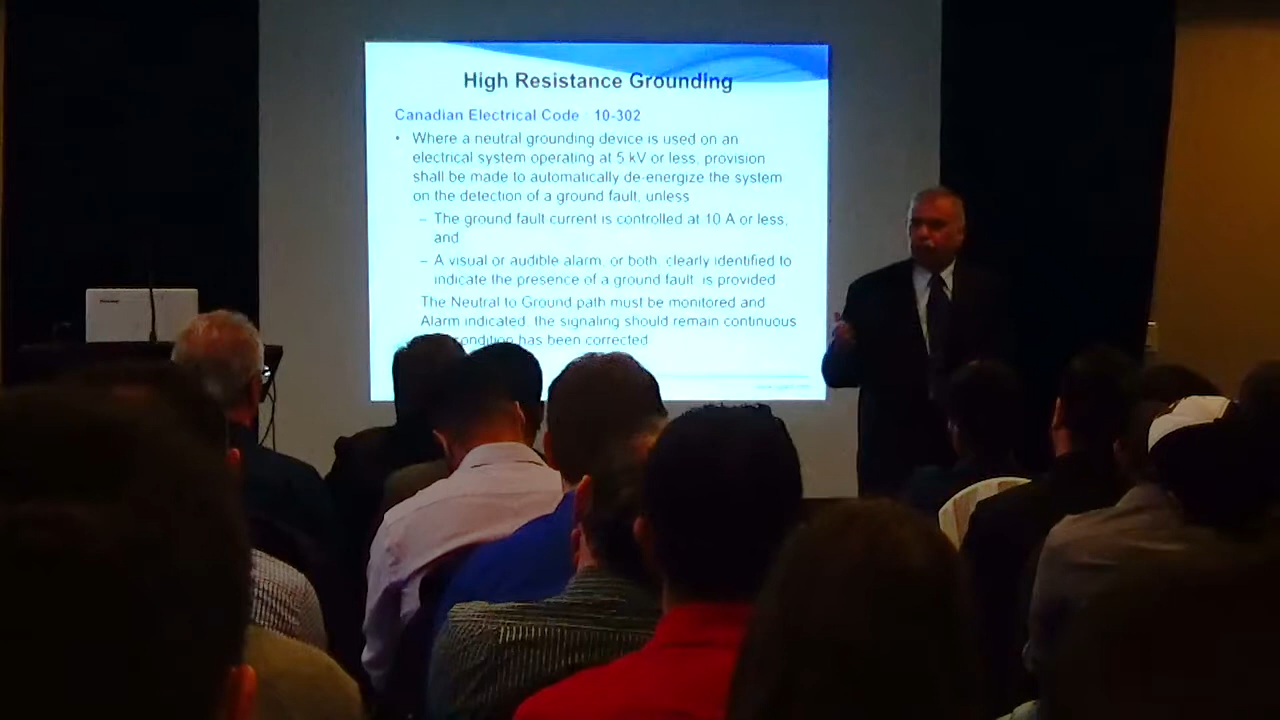 High Resistance Grounding
Canadian Electrical Code 10-302
• Where a neutral grounding device is used on an
electrical system operating at 5 kV or less, provision
shall be made to automatically de-energize the system
on the detection of a ground fault, unless
– The ground fault current is controlled at 10 A or less,
and
– A visual or audible alarm, or both, clearly identified to
indicate the presence of a ground fault, is provided
The Neutral to Ground path must be monitored and
Alarm indicated, the signaling should remain continuous
condition has been corrected